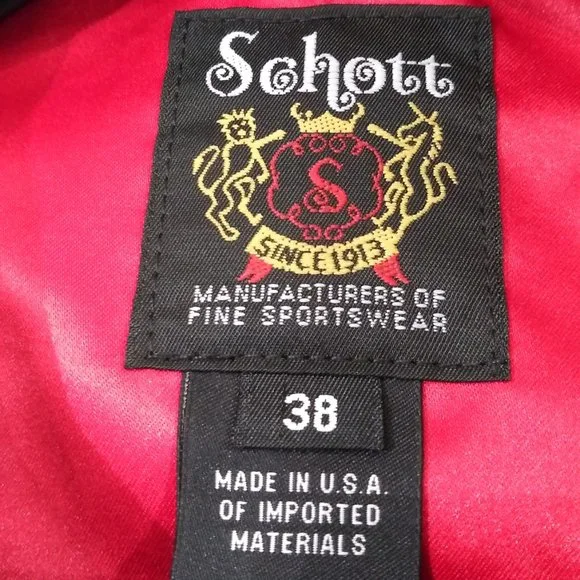 Schott
S
SINCE 1913
MANUFACTURERS OF
FINE SPORTSWEAR
38
MADE IN U.S.A.
OF IMPORTED
MATERIALS